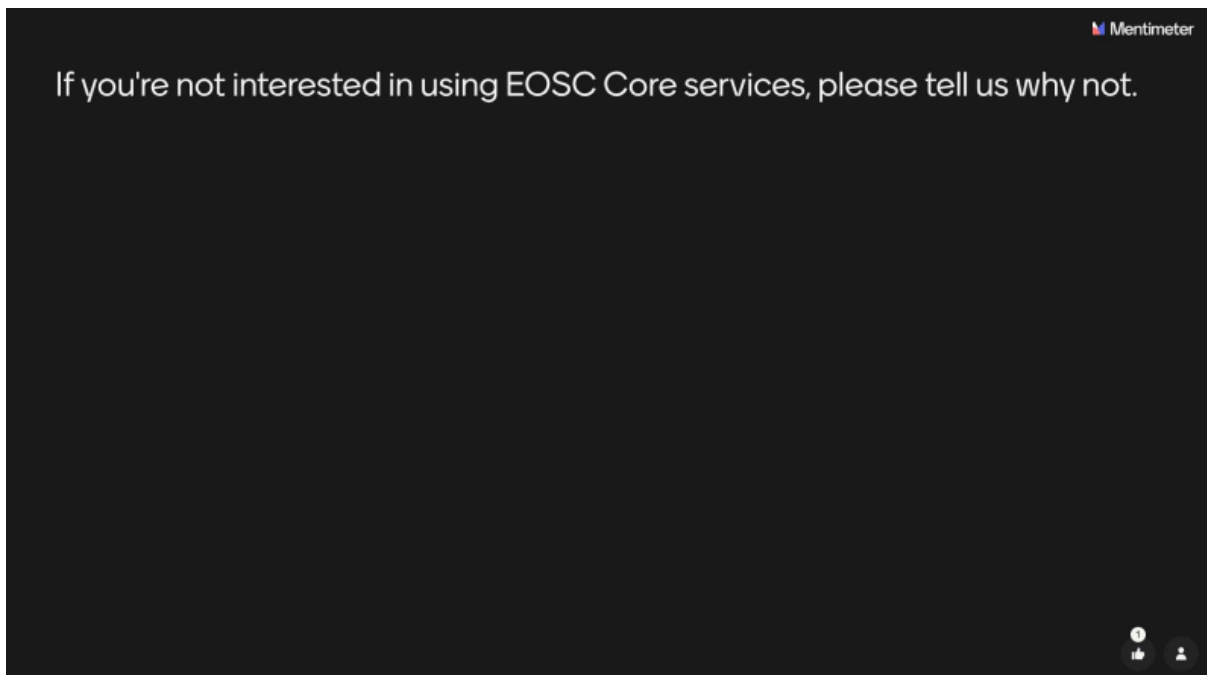 Mentimeter
If you're not interested in using EOSC Core services, please tell us why not.
1